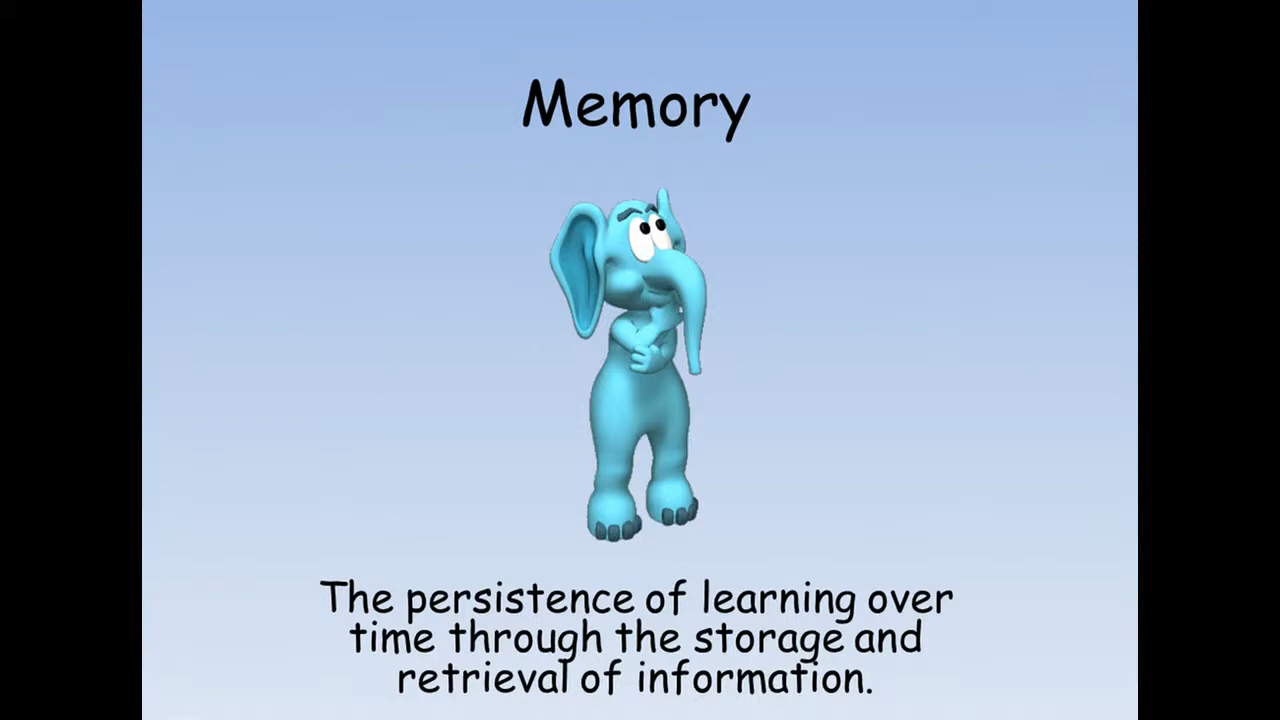 Memory
The persistence of learning over
time through the storage and
retrieval of information.